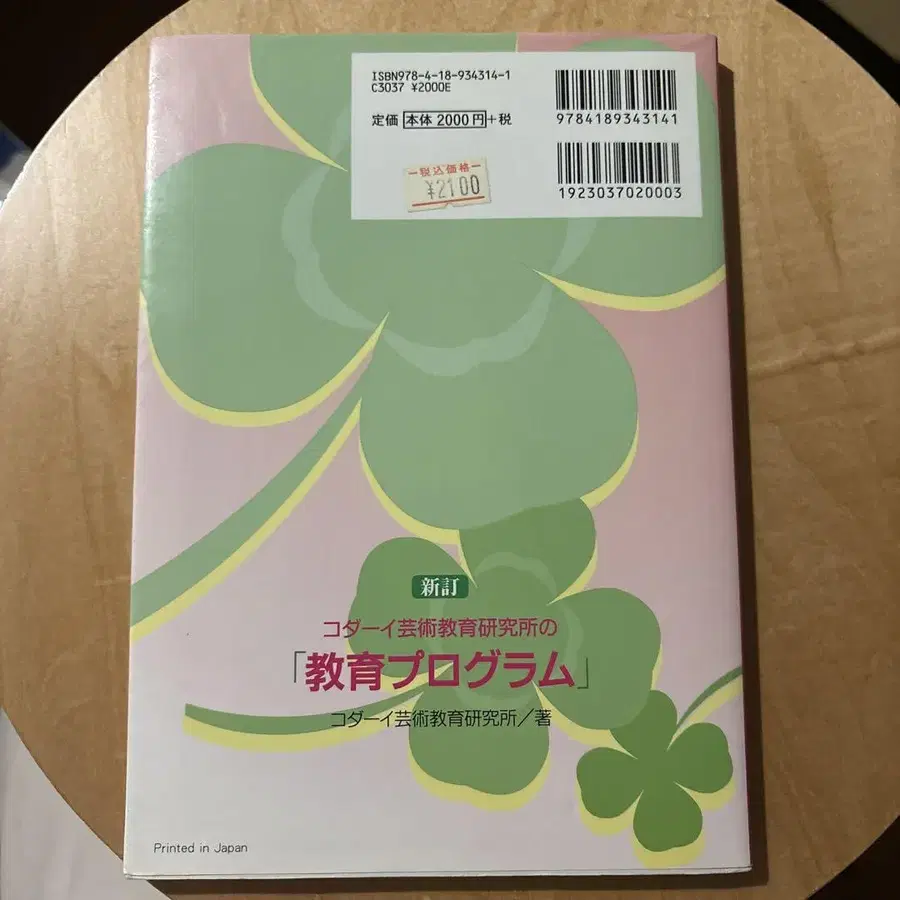 ISBN978-4-18-934314-1
C3037 ¥2000E
定価 本体 2000円+税
9784189343141
1923037020003
税込価格
¥2100
新訂
コダーイ芸術教育研究所の
「教育プログラム」
コダーイ芸術教育研究所/著
Printed in Japan